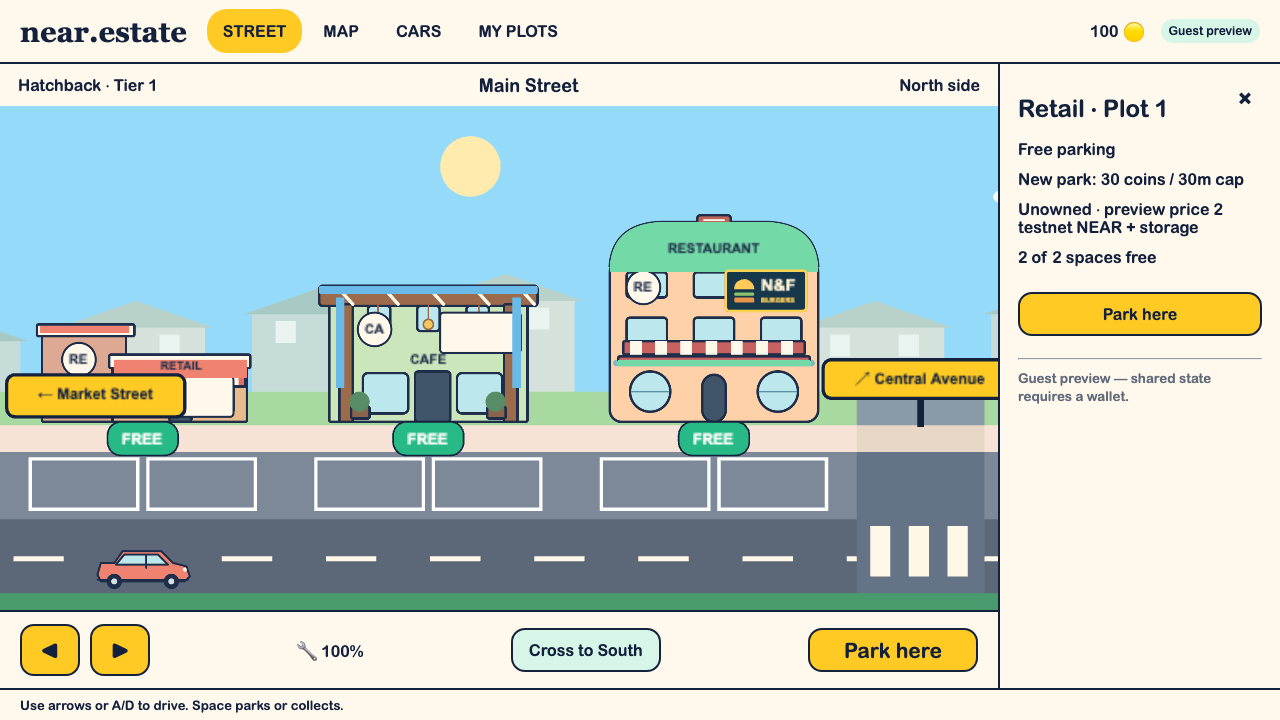 near.estate
STREET
MAP
CARS
MY PLOTS
100
Guest preview
Hatchback · Tier 1
Main Street
North side
RESTAURANT
RE
N&F
BURGERS
CA
CAFE
RE
RETAIL
← Market Street
↗ Central Avenue
FREE
FREE
FREE
100%
Cross to South
Park here
Use arrows or A/D to drive. Space parks or collects.
Retail · Plot 1
×
Free parking
New park: 30 coins / 30m cap
Unowned · preview price 2
testnet NEAR + storage
2 of 2 spaces free
Park here
Guest preview — shared state
requires a wallet.